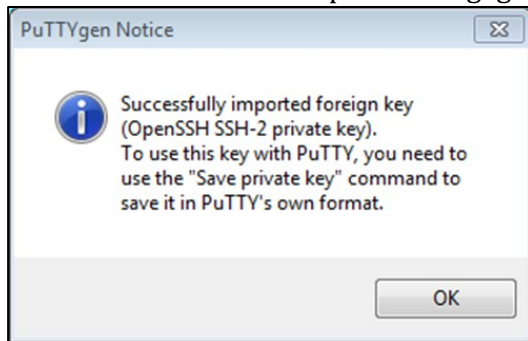 PuTTYgen Notice
Successfully imported foreign key
(OpenSSH SSH-2 private key).
To use this key with PuTTY, you need to
use the "Save private key" command to
save it in PuTTY's own format.
OK